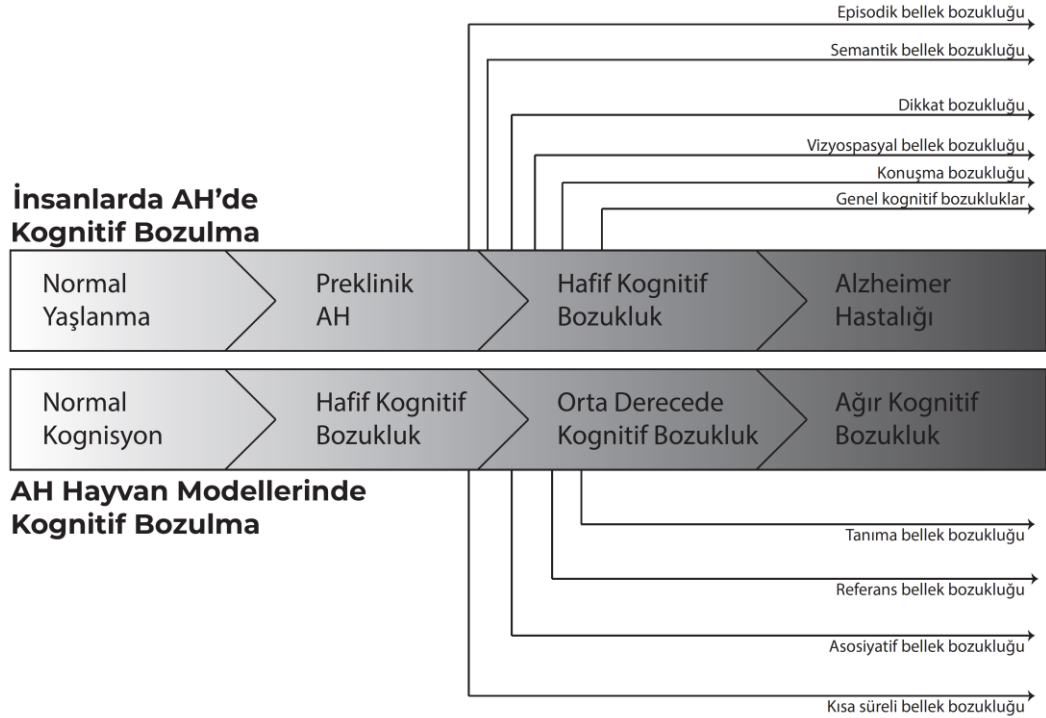 Episodik bellek bozukluğu
Semantik bellek bozukluğu
Dikkat bozukluğu
Vizyospasyal bellek bozukluğu
Konuşma bozukluğu
Genel kognitif bozukluklar
İnsanlarda AH’de
Kognitif Bozulma
Normal
Yaşlanma
Preklinik
AH
Hafif Kognitif
Bozukluk
Alzheimer
Hastalığı
Normal
Kognisyon
Hafif Kognitif
Bozukluk
Orta Derecede
Kognitif Bozukluk
Ağır Kognitif
Bozukluk
AH Hayvan Modellerinde
Kognitif Bozulma
Tanıma bellek bozukluğu
Referans bellek bozukluğu
Asosiyatif bellek bozukluğu
Kısa süreli bellek bozukluğu